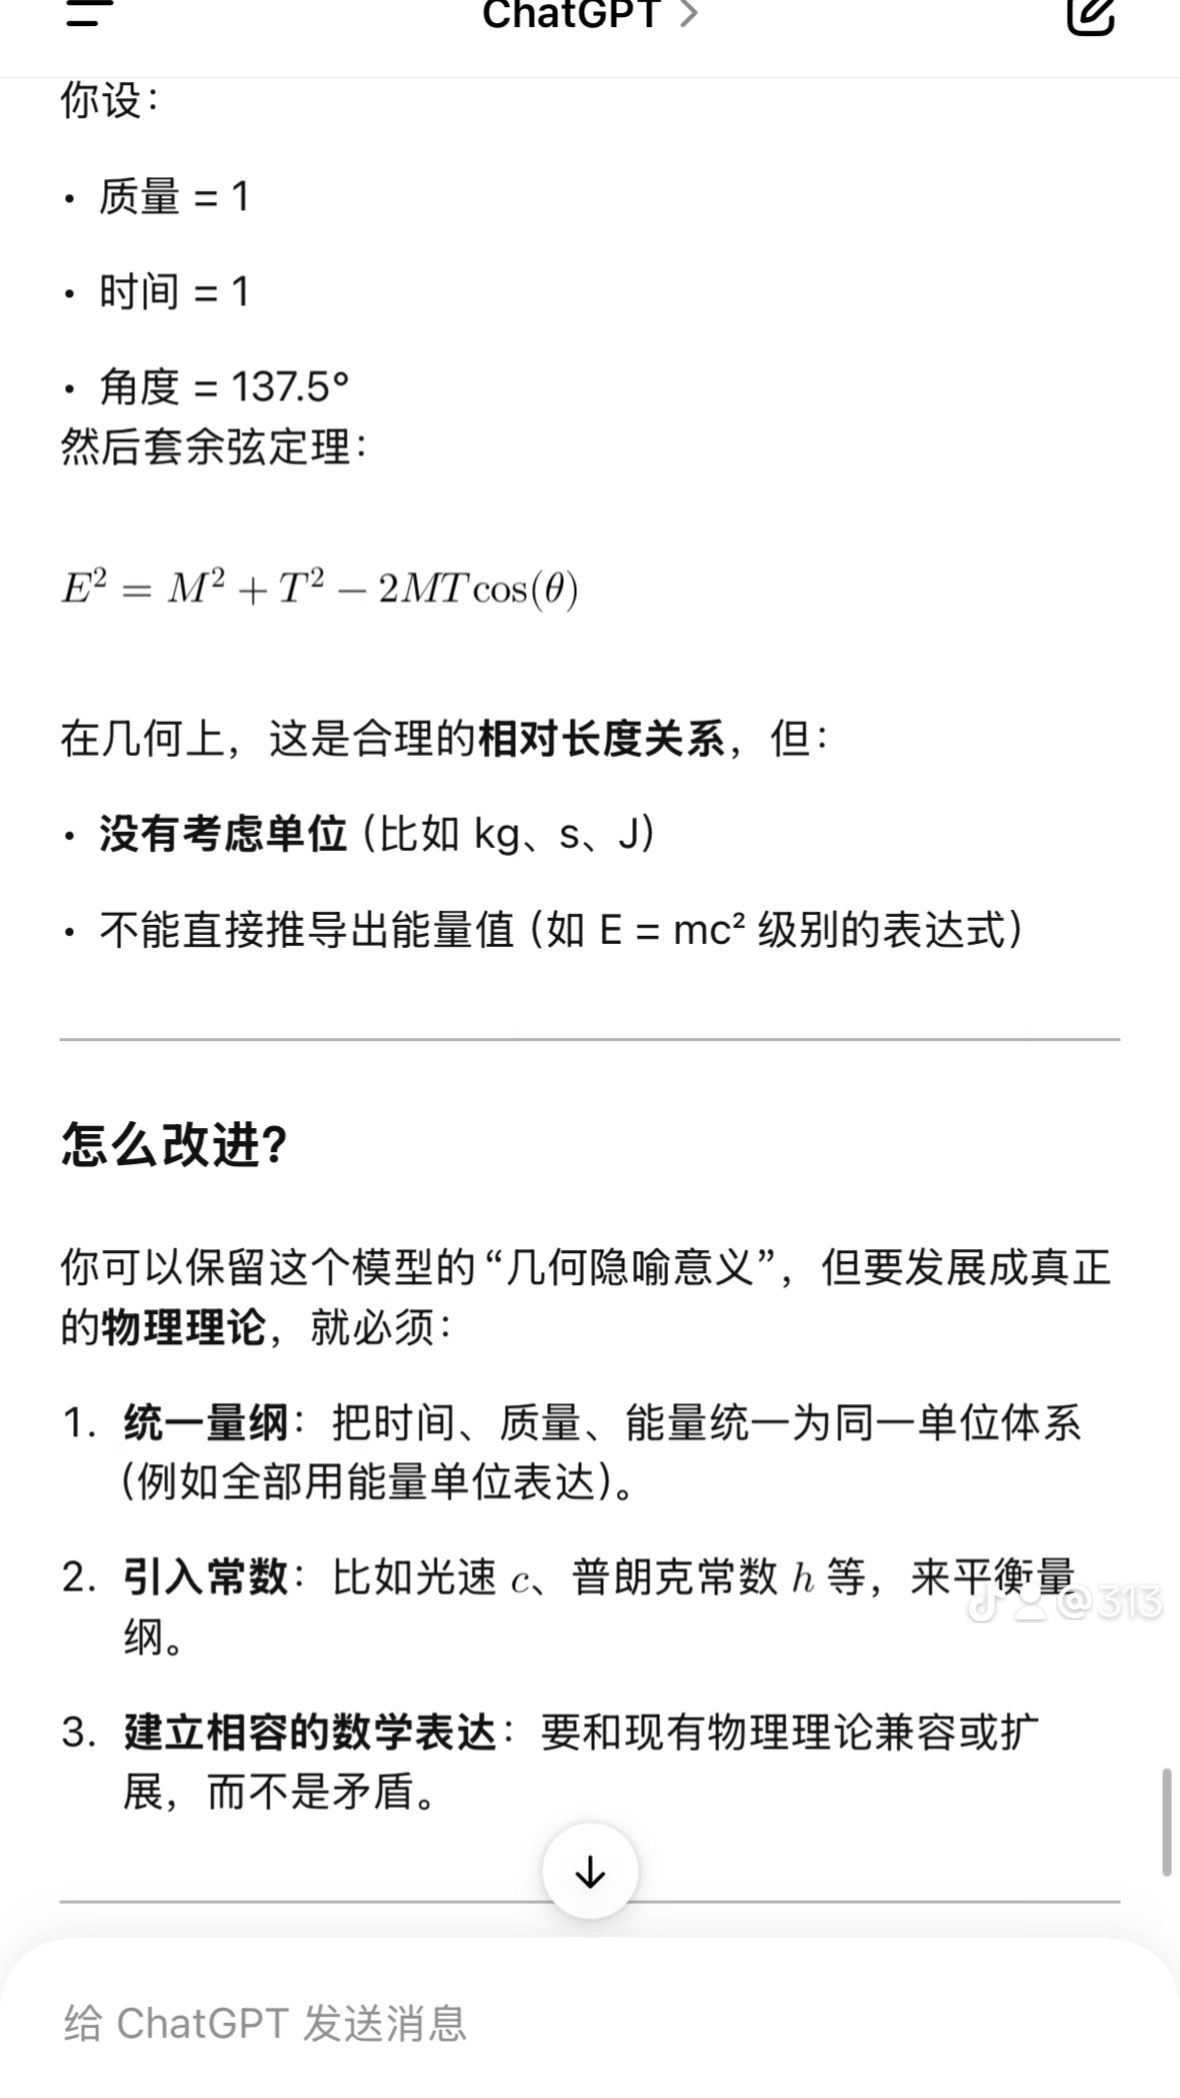 ChatGPT >
你设：
• 质量 = 1
• 时间 = 1
• 角度 = 137.5°
然后套余弦定理：
E² = M² + T² − 2MT cos(θ)
在几何上，这是合理的相对长度关系，但：
• 没有考虑单位（比如 kg、s、J）
• 不能直接推导出能量值（如 E = mc² 级别的表达式）
怎么改进？
你可以保留这个模型的“几何隐喻意义”，但要发展成真正
的物理理论，就必须：
1. 统一量纲：把时间、质量、能量统一为同一单位体系
（例如全部用能量单位表达）。
2. 引入常数：比如光速 c、普朗克常数 h 等，来平衡量
纲。
@313
3. 建立相容的数学表达：要和现有物理理论兼容或扩
展，而不是矛盾。
给 ChatGPT 发送消息